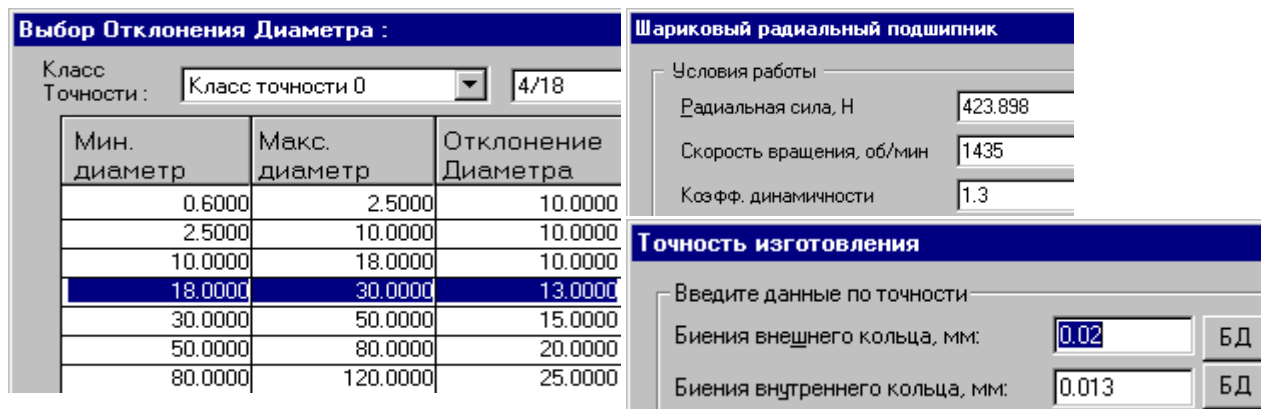 Выбор Отклонения Диаметра :
Класс Точности :
Класс точности 0
4/18
Мин. диаметр Макс. диаметр Отклонение Диаметра
0.6000 2.5000 10.0000
2.5000 10.0000 10.0000
10.0000 18.0000 10.0000
18.0000 30.0000 13.0000
30.0000 50.0000 15.0000
50.0000 80.0000 20.0000
80.0000 120.0000 25.0000
Шариковый радиальный подшипник
Условия работы
Радиальная сила, Н 423.898
Скорость вращения, об/мин 1435
Коэфф. динамичности 1.3
Точность изготовления
Введите данные по точности
Биения внешнего кольца, мм: 0.02 БД
Биения внутреннего кольца, мм: 0.013 БД